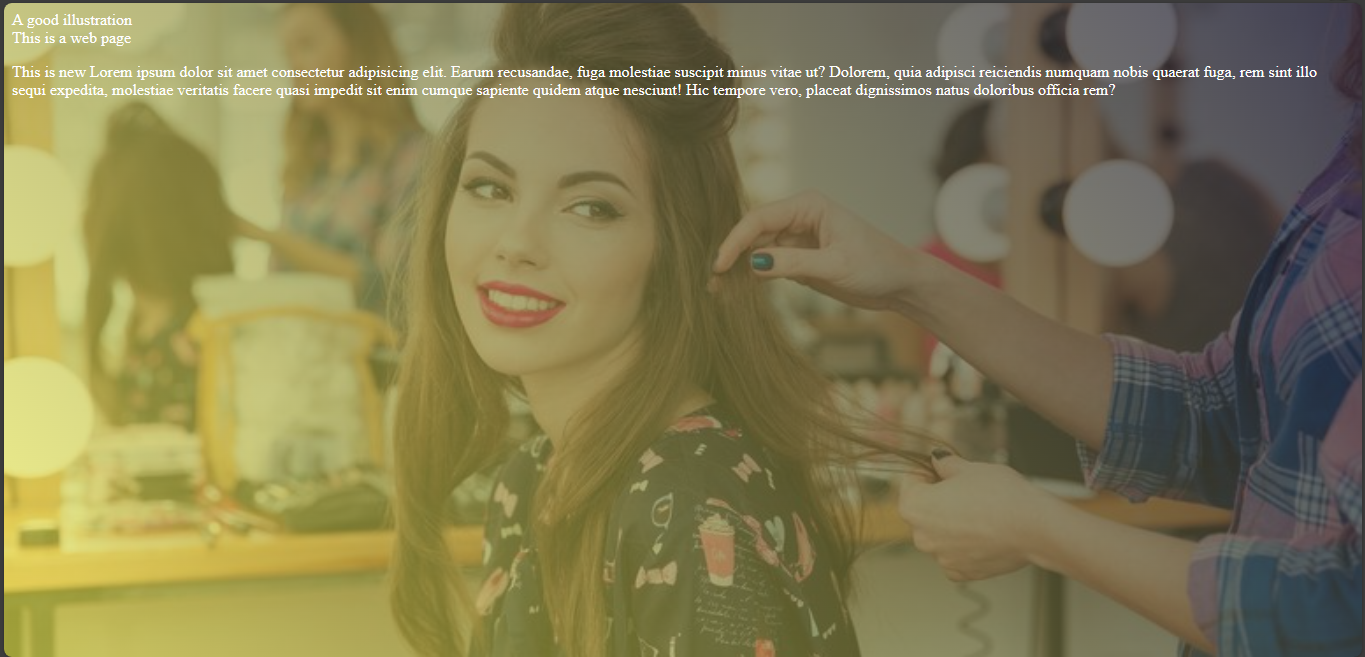 A good illustration
This is a web page
This is new Lorem ipsum dolor sit amet consectetur adipisicing elit. Earum recusandae, fuga molestiae suscipit minus vitae ut? Dolorem, quia adipisci reiciendis numquam nobis quaerat fuga, rem sint illo
sequi expedita, molestiae veritatis facere quasi impedit sit enim cumque sapiente quidem atque nesciunt! Hic tempore vero, placeat dignissimos natus doloribus officia rem?